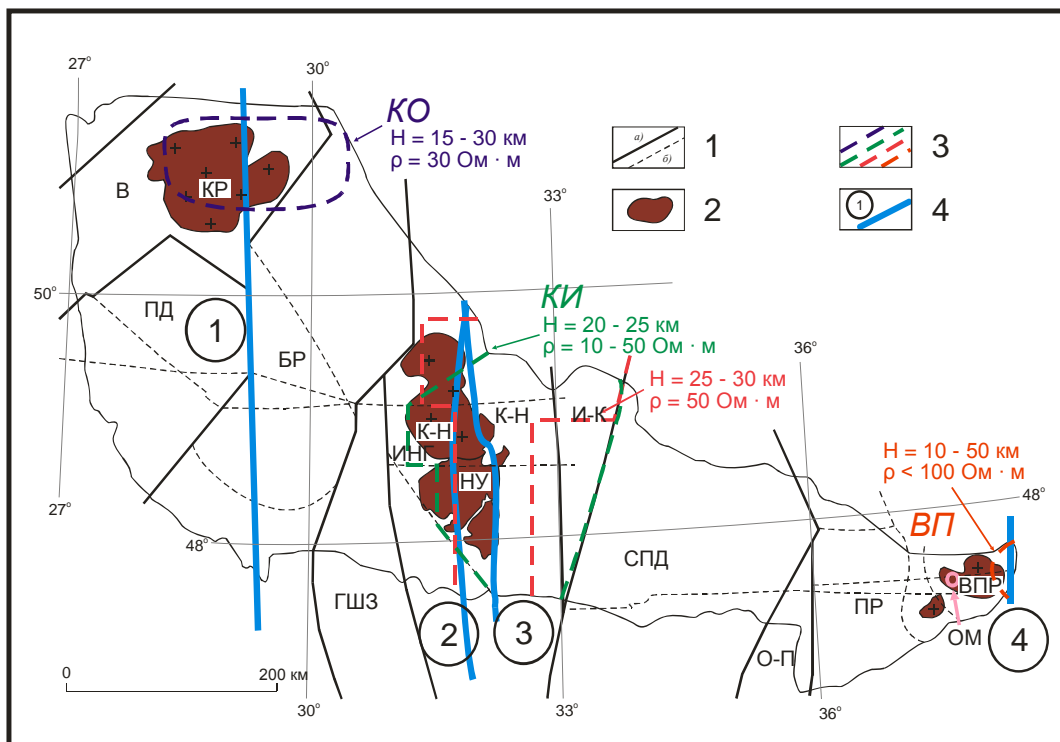 27°
30°
КО
H = 15 - 30 км
ρ = 30 Ом · м
а)
б)
1
3
2
1
4
В
КР
33°
50°
ПД
1
БР
КИ
H = 20 - 25 км
ρ = 10 - 50 Ом · м
36°
H = 25 - 30 км
ρ = 50 Ом · м
К-Н
И-К
К-Н
ИНГ
НУ
H = 10 - 50 км
ρ < 100 Ом · м
27°
48°
ВП
48°
СПД
ВПР
ПР
ГШЗ
2
3
ОМ
4
О-П
0
200 км
30°
33°
36°